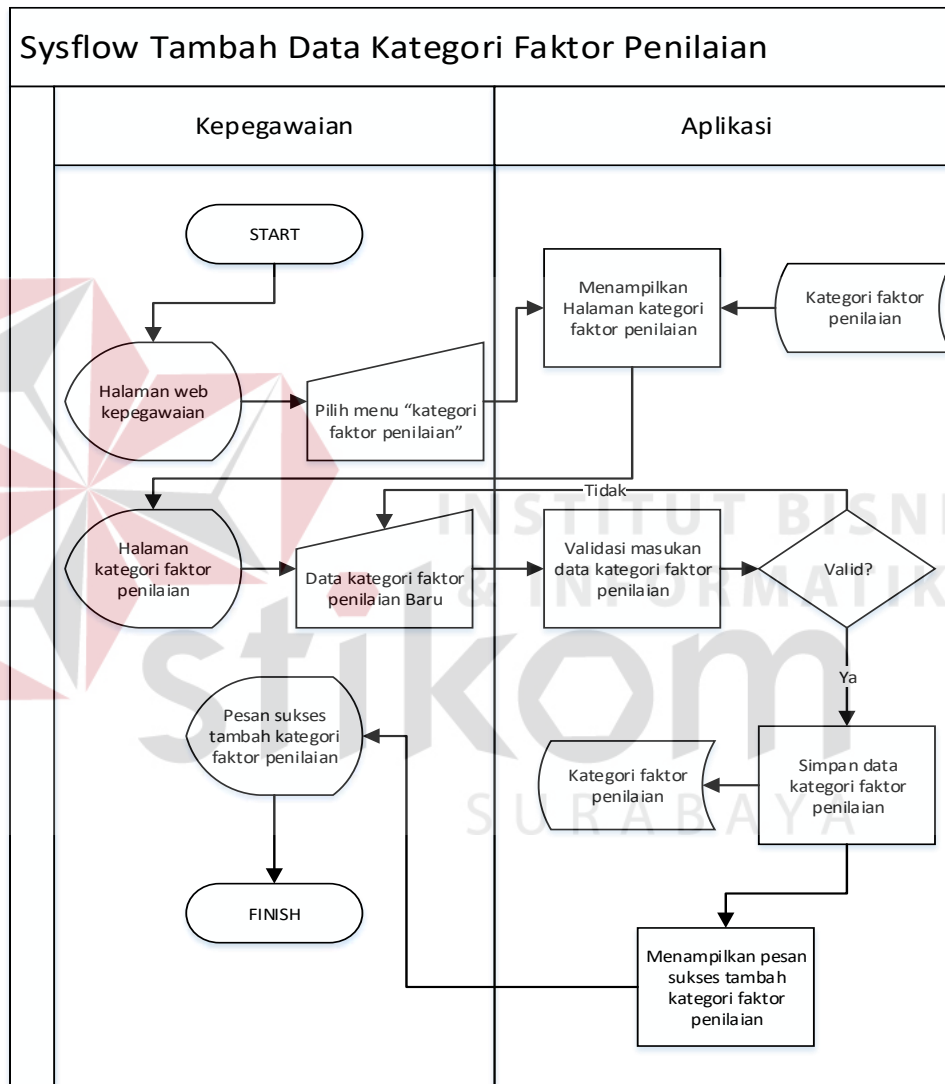 Sysflow Tambah Data Kategori Faktor Penilaian
Kepegawaian
Aplikasi
START
Menampilkan
Halaman kategori
faktor penilaian
Kategori faktor
penilaian
Halaman web
kepegawaian
Pilih menu “kategori
faktor penilaian”
Tidak
INSTITUT BISNI
& INFORMATIK
stikom
SURABAYA
Halaman
kategori faktor
penilaian
Data kategori faktor
penilaian Baru
Validasi masukan
data kategori faktor
penilaian
Valid?
Ya
Pesan sukses
tambah kategori
faktor penilaian
Kategori faktor
penilaian
Simpan data
kategori faktor
penilaian
FINISH
Menampilkan pesan
sukses tambah
kategori faktor
penilaian